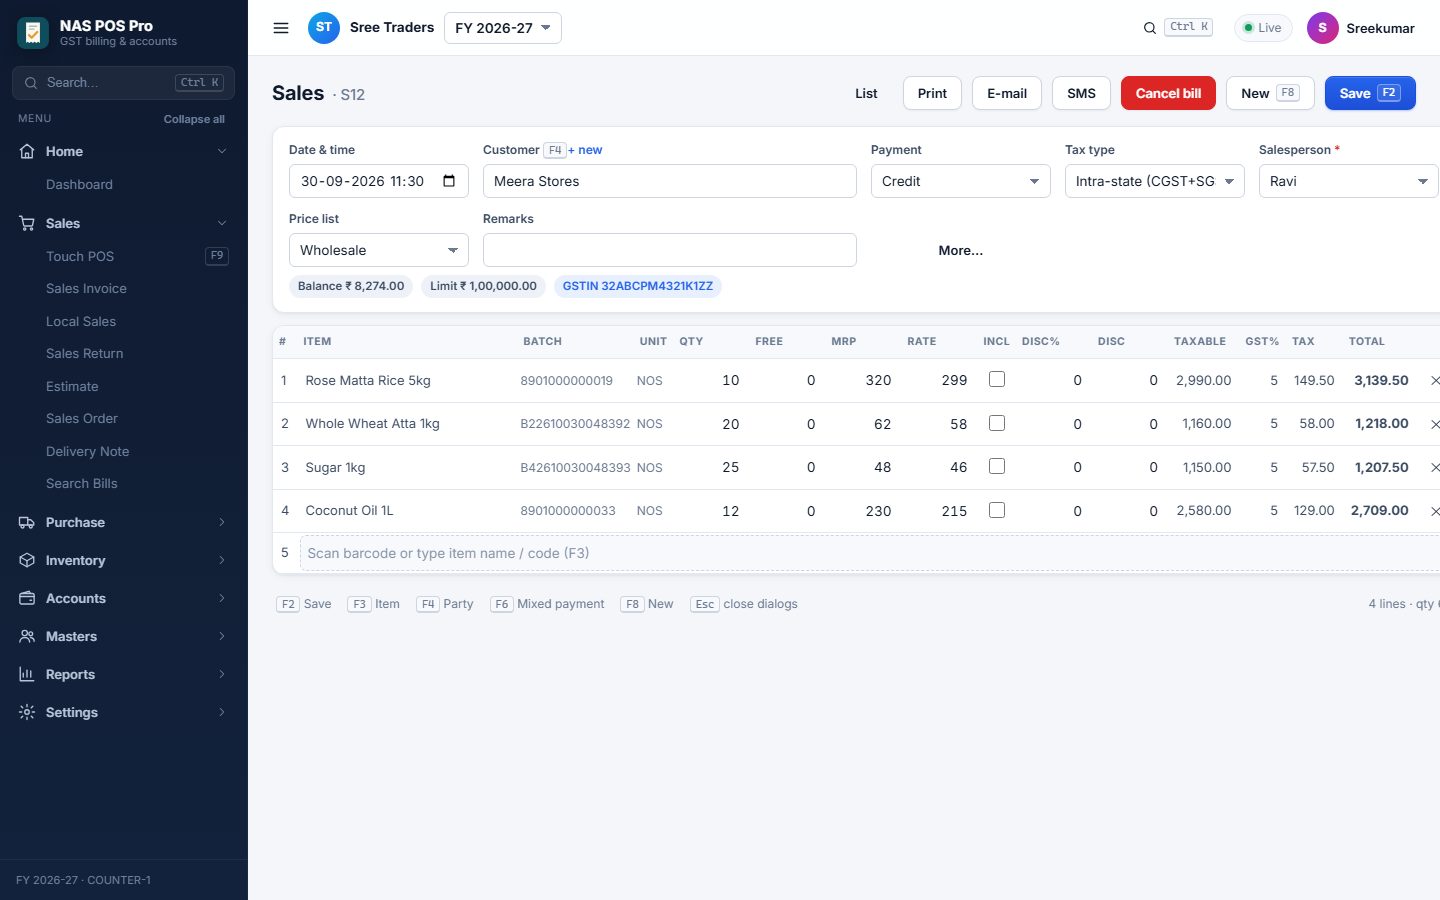 NAS POS Pro
GST billing & accounts
Search... Ctrl K
MENU Collapse all
Home
Dashboard
Sales
Touch POS F9
Sales Invoice
Local Sales
Sales Return
Estimate
Sales Order
Delivery Note
Search Bills
Purchase
Inventory
Accounts
Masters
Reports
Settings
FY 2026-27 · COUNTER-1
ST Sree Traders FY 2026-27 Ctrl K Live S Sreekumar
Sales · S12 List Print E-mail SMS Cancel bill New F8 Save F2
Date & time Customer F4 + new Payment Tax type Salesperson *
30-09-2026 11:30 Meera Stores Credit Intra-state (CGST+SG Ravi
Price list Remarks
Wholesale More...
Balance ₹ 8,274.00 Limit ₹ 1,00,000.00 GSTIN 32ABCPM4321K1ZZ
# ITEM BATCH UNIT QTY FREE MRP RATE INCL DISC% DISC TAXABLE GST% TAX TOTAL
1 Rose Matta Rice 5kg 8901000000019 NOS 10 0 320 299 0 0 2,990.00 5 149.50 3,139.50
2 Whole Wheat Atta 1kg B22610030048392 NOS 20 0 62 58 0 0 1,160.00 5 58.00 1,218.00
3 Sugar 1kg B42610030048393 NOS 25 0 48 46 0 0 1,150.00 5 57.50 1,207.50
4 Coconut Oil 1L 8901000000033 NOS 12 0 230 215 0 0 2,580.00 5 129.00 2,709.00
5 Scan barcode or type item name / code (F3)
F2 Save F3 Item F4 Party F6 Mixed payment F8 New Esc close dialogs 4 lines · qty